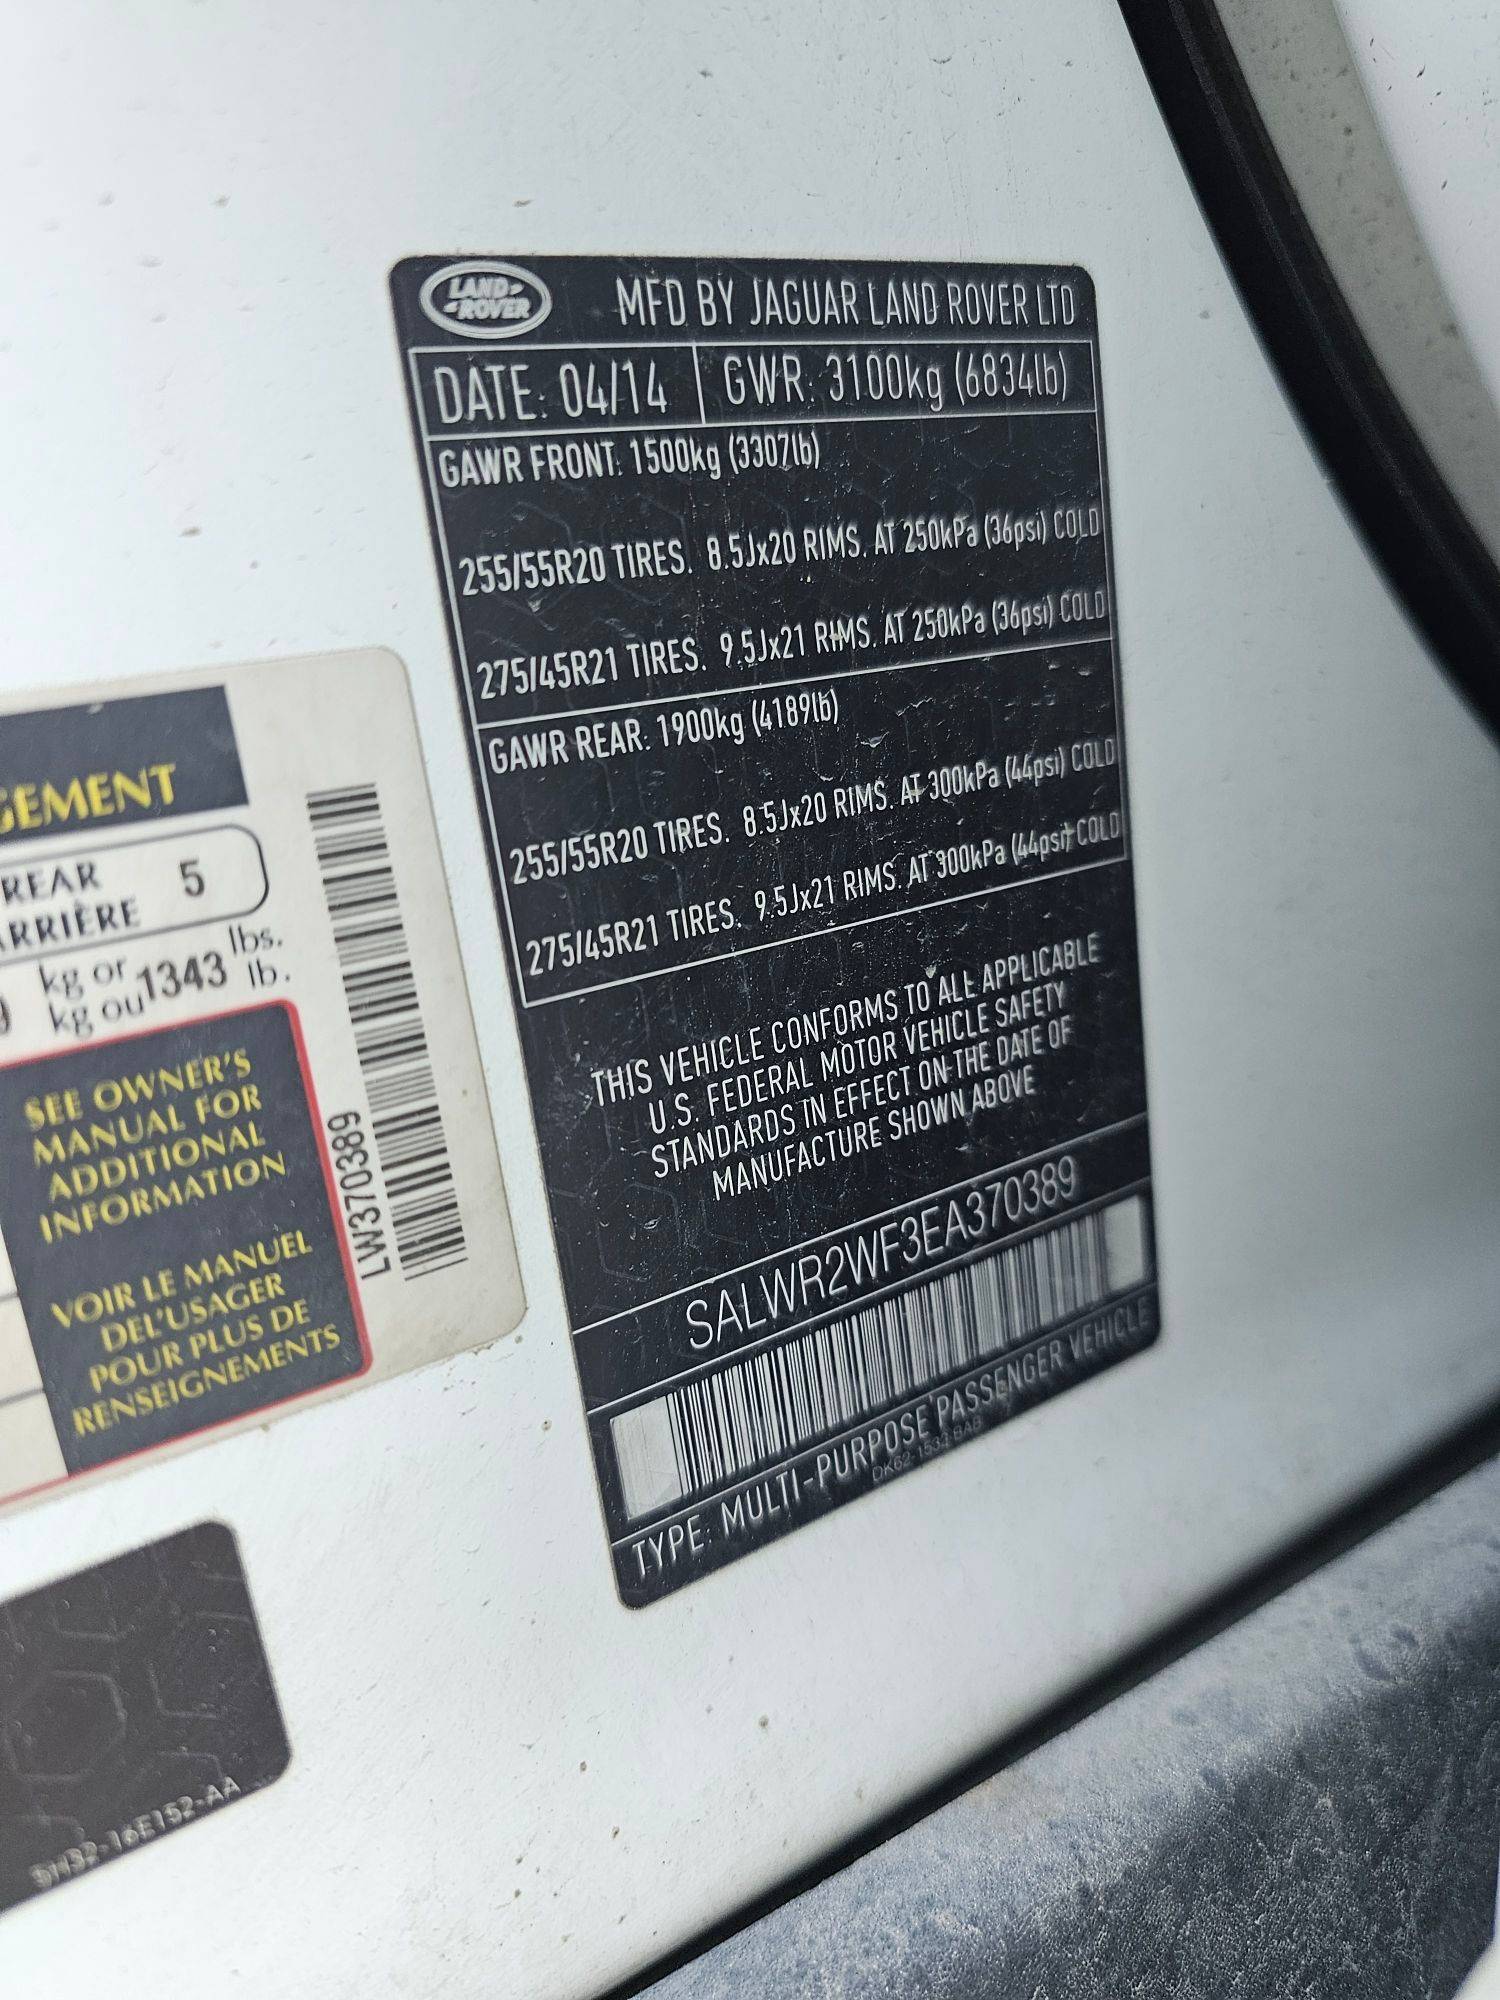 LAND ROVER
MFD BY JAGUAR LAND ROVER LTD
DATE: 04/14 GWR: 3100kg (6834lb)
GAWR FRONT: 1500kg (3307lb)
255/55R20 TIRES. 8.5Jx20 RIMS. AT 250kPa (36psi) COLD
275/45R21 TIRES. 9.5Jx21 RIMS. AT 250kPa (36psi) COLD
GAWR REAR: 1900kg (4189lb)
255/55R20 TIRES. 8.5Jx20 RIMS. AT 300kPa (44psi) COLD
275/45R21 TIRES. 9.5Jx21 RIMS. AT 300kPa (44psi) COLD
THIS VEHICLE CONFORMS TO ALL APPLICABLE
U.S. FEDERAL MOTOR VEHICLE SAFETY
STANDARDS IN EFFECT ON THE DATE OF
MANUFACTURE SHOWN ABOVE
SALWR2WF3EA370389
TYPE: MULTI-PURPOSE PASSENGER VEHICLE
GEMENT
REAR 5
ARRIÈRE
kg or 1343 lbs.
kg ou lb.
SEE OWNER'S
MANUAL FOR
ADDITIONAL
INFORMATION
VOIR LE MANUEL
DEL'USAGER
POUR PLUS DE
RENSEIGNEMENTS
LW370389